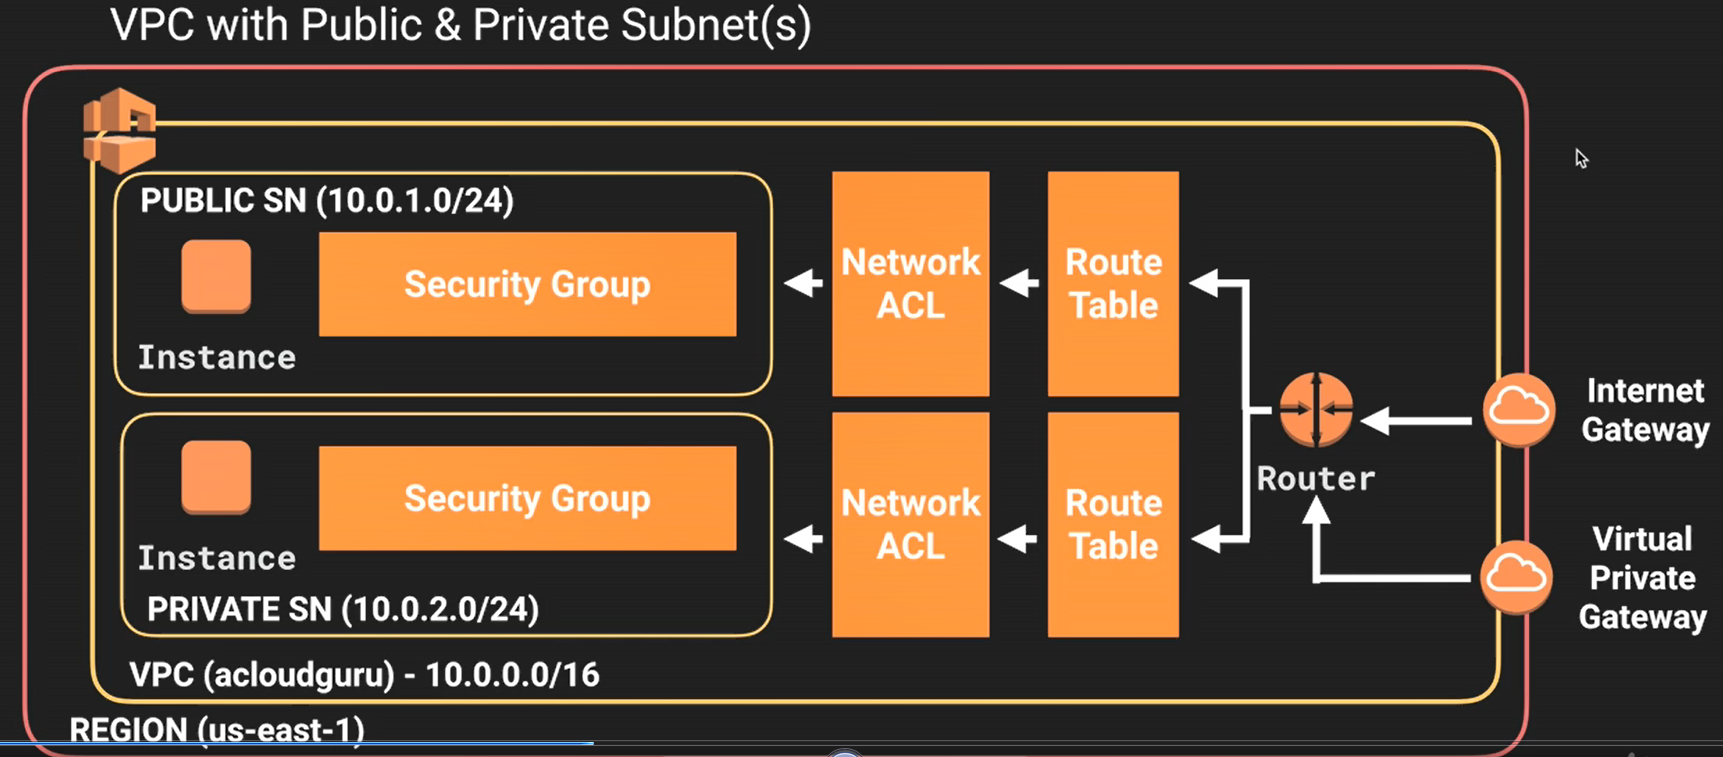 VPC with Public & Private Subnet(s)
PUBLIC SN (10.0.1.0/24)
Security Group
Instance
Network
ACL
Route
Table
Security Group
Instance
PRIVATE SN (10.0.2.0/24)
Network
ACL
Route
Table
Router
Internet
Gateway
Virtual
Private
Gateway
VPC (acloudguru) - 10.0.0.0/16
REGION (us-east-1)